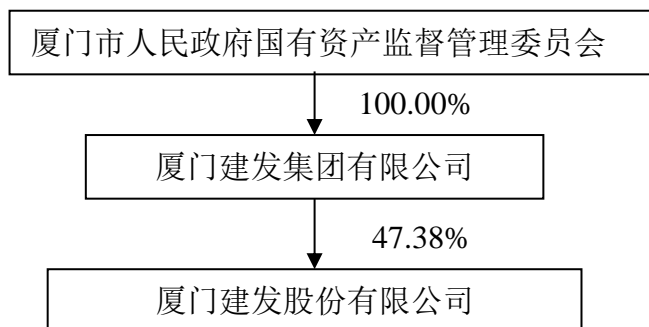 厦门市人民政府国有资产监督管理委员会
100.00%
厦门建发集团有限公司
47.38%
厦门建发股份有限公司